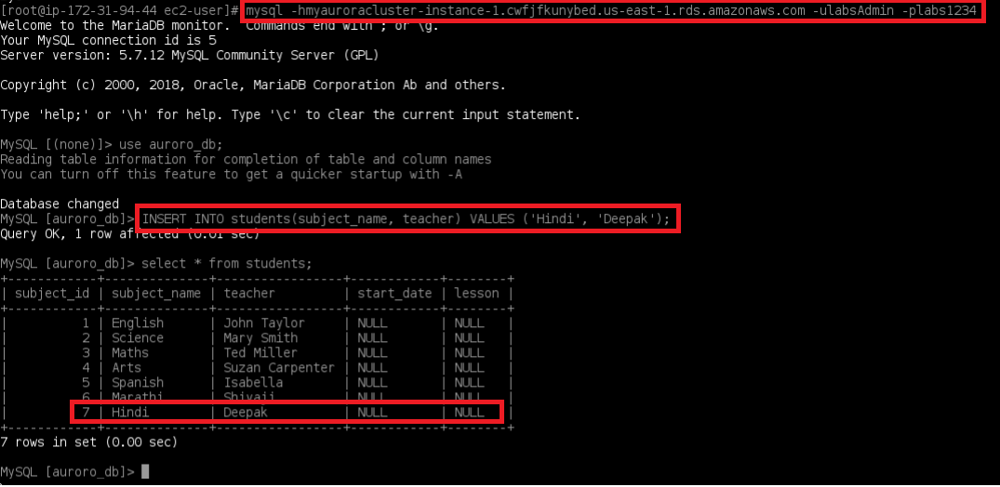 [root@ip-172-31-94-44 ec2-user]# mysql -hmyauroracluster-instance-1.cwfjfkunybed.us-east-1.rds.amazonaws.com -ulabsAdmin -plabs1234
Welcome to the MariaDB monitor.  Commands end with ; or \g.
Your MySQL connection id is 5
Server version: 5.7.12 MySQL Community Server (GPL)
Copyright (c) 2000, 2018, Oracle, MariaDB Corporation Ab and others.
Type 'help;' or '\h' for help. Type '\c' to clear the current input statement.
MySQL [(none)]> use auroro_db;
Reading table information for completion of table and column names
You can turn off this feature to get a quicker startup with -A
Database changed
MySQL [auroro_db]> INSERT INTO students(subject_name, teacher) VALUES ('Hindi', 'Deepak');
Query OK, 1 row affected (0.01 sec)
MySQL [auroro_db]> select * from students;
+------------+--------------+-----------------+------------+--------+
| subject_id | subject_name | teacher         | start_date | lesson |
+------------+--------------+-----------------+------------+--------+
|          1 | English      | John Taylor     | NULL       | NULL   |
|          2 | Science      | Mary Smith      | NULL       | NULL   |
|          3 | Maths        | Ted Miller      | NULL       | NULL   |
|          4 | Arts         | Suzan Carpenter | NULL       | NULL   |
|          5 | Spanish      | Isabella        | NULL       | NULL   |
|          6 | Marathi      | Shivaji         | NULL       | NULL   |
|          7 | Hindi        | Deepak          | NULL       | NULL   |
+------------+--------------+-----------------+------------+--------+
7 rows in set (0.00 sec)
MySQL [auroro_db]>